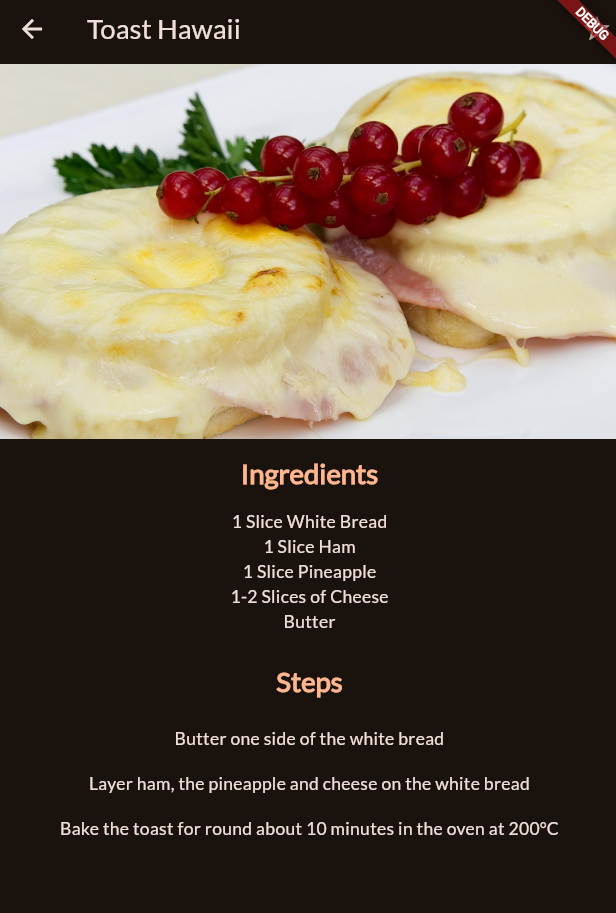 Toast Hawaii
DEBUG
Ingredients
1 Slice White Bread
1 Slice Ham
1 Slice Pineapple
1-2 Slices of Cheese
Butter
Steps
Butter one side of the white bread
Layer ham, the pineapple and cheese on the white bread
Bake the toast for round about 10 minutes in the oven at 200°C